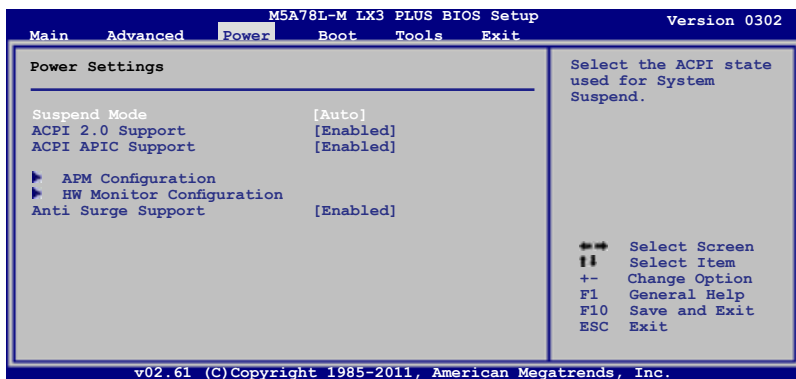 M5A78L-M LX3 PLUS BIOS Setup Version 0302
Main Advanced Power Boot Tools Exit
Power Settings
Suspend Mode [Auto]
ACPI 2.0 Support [Enabled]
ACPI APIC Support [Enabled]
APM Configuration
HW Monitor Configuration
Anti Surge Support [Enabled]
Select the ACPI state
used for System
Suspend.
Select Screen
Select Item
+- Change Option
F1 General Help
F10 Save and Exit
ESC Exit
v02.61 (C)Copyright 1985-2011, American Megatrends, Inc.